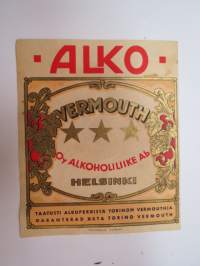 • ALKO •
VERMOUTH
Oy ALKOHOLILIIKE Ab
HELSINKI
TAATUSTI ALKUPERÄISTÄ TORINON VERMOUTHIA
GARANTERAD ÄKTA TORINO VERMOUTH